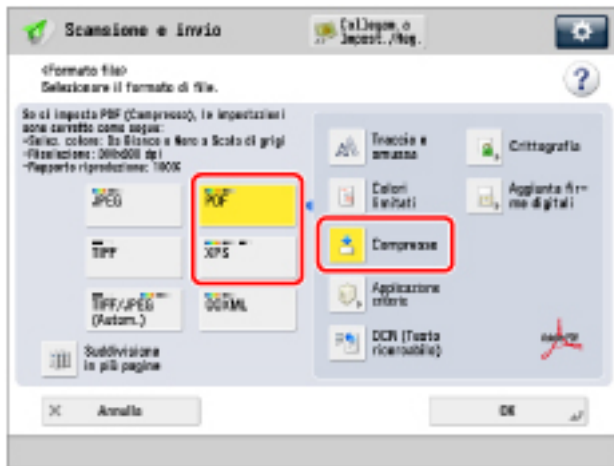 Scansione e invio
Collegam. o
Impost./Reg.
<Formato file>
Selezionare il formato di file.
Se si imposta PDF (Compresso), le impostazioni
sono corrette come segue:
-Selez. colore: Da Bianco e Nero a Scala di grigi
-Risoluzione: 300x300 dpi
-Rapporto riproduzione: 100%
JPEG
PDF
TIFF
XPS
TIFF/JPEG
(Autom.)
OOXML
Suddivisione
in più pagine
Traccia e
smussa
Crittografia
Colori
limitati
Aggiunta fir-
me digitali
Compresso
Applicazione
criterio
OCR (Testo
ricercabile)
Annulla
OK